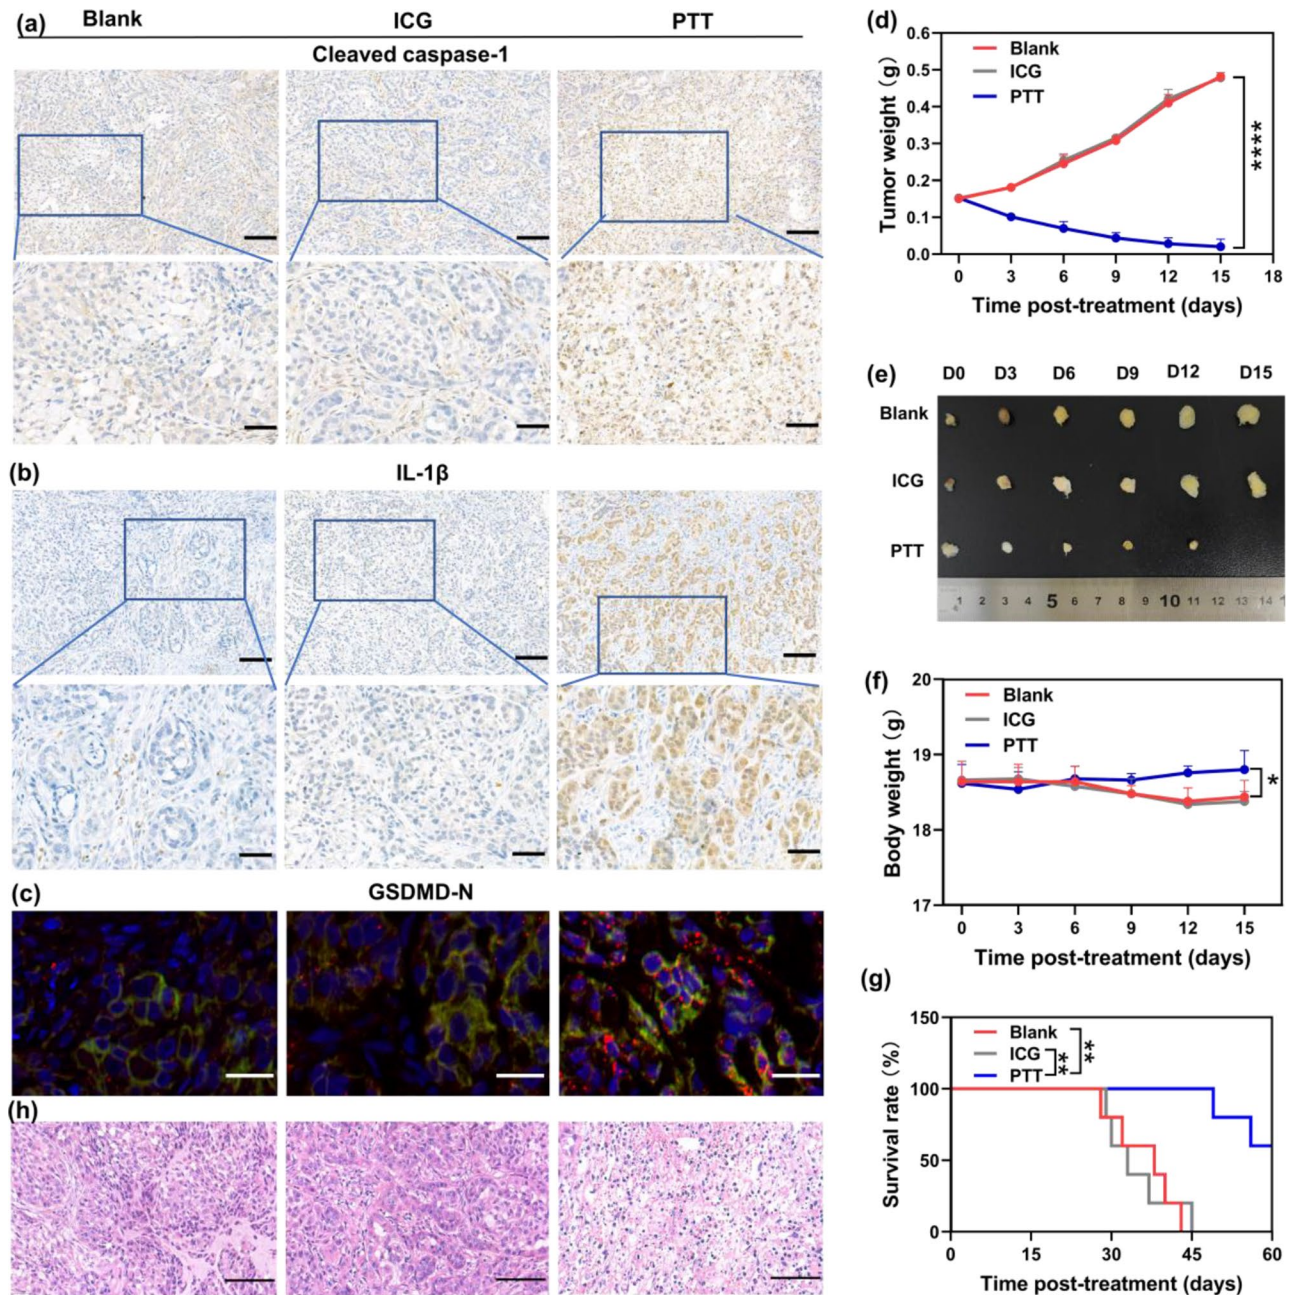 (a) Blank ICG PTT
Cleaved caspase-1
(b) IL-1β
(c) GSDMD-N
(h)
(d)
0.6
0.5
0.4
0.3
0.2
0.1
0.0
Tumor weight (g)
Blank
ICG
PTT
****
0 3 6 9 12 15 18
Time post-treatment (days)
(e) D0 D3 D6 D9 D12 D15
Blank
ICG
PTT
1 2 3 4 5 6 7 8 9 10 11 12 13 14
(f)
20
19
18
17
Body weight (g)
Blank
ICG
PTT
*
0 3 6 9 12 15
Time post-treatment (days)
(g)
150
100
50
0
Survival rate (%)
Blank
ICG
PTT
**
***
0 15 30 45 60
Time post-treatment (days)